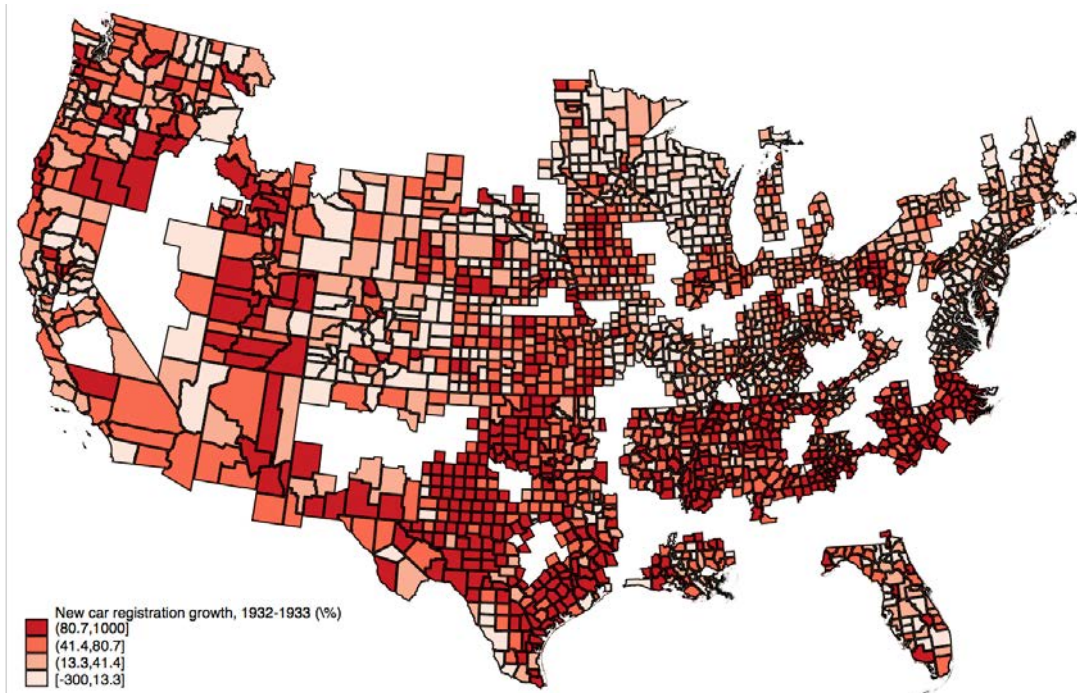 New car registration growth, 1932-1933 (\%)
(80.7,1000]
(41.4,80.7]
(13.3,41.4]
[-300,13.3]